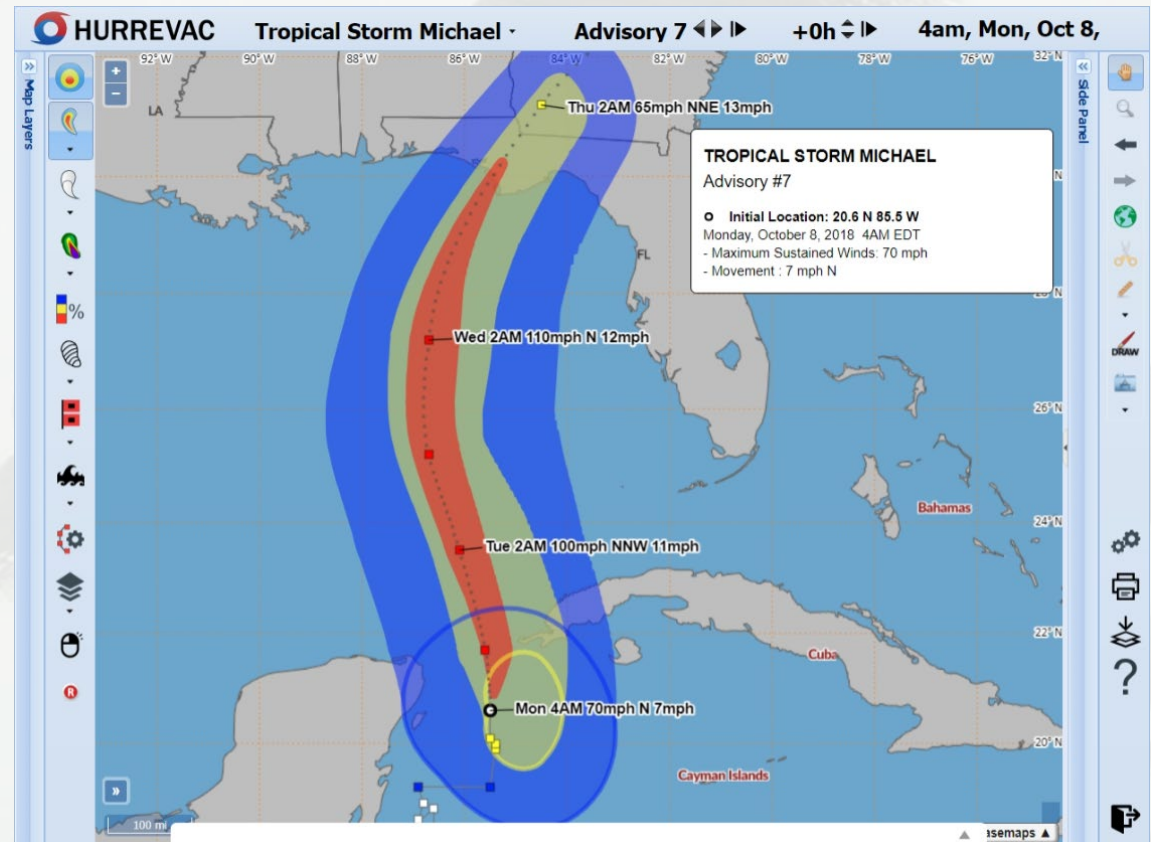 HURREVAC Tropical Storm Michael Advisory 7 +0h 4am, Mon, Oct 8,
Map Layers
Side Panel
92° W 90° W 88° W 86° W 84° W 82° W 80° W 78° W 76° W 32° N
+
−
LA
Thu 2AM 65mph NNE 13mph
TROPICAL STORM MICHAEL
Advisory #7
Initial Location: 20.6 N 85.5 W
Monday, October 8, 2018 4AM EDT
- Maximum Sustained Winds: 70 mph
- Movement : 7 mph N
FL
%
Wed 2AM 110mph N 12mph
DRAW
26° N
Bahamas
24° N
Tue 2AM 100mph NNW 11mph
22° N
Cuba
R
?
Mon 4AM 70mph N 7mph
20° N
Cayman Islands
100 mi
asemaps ▲